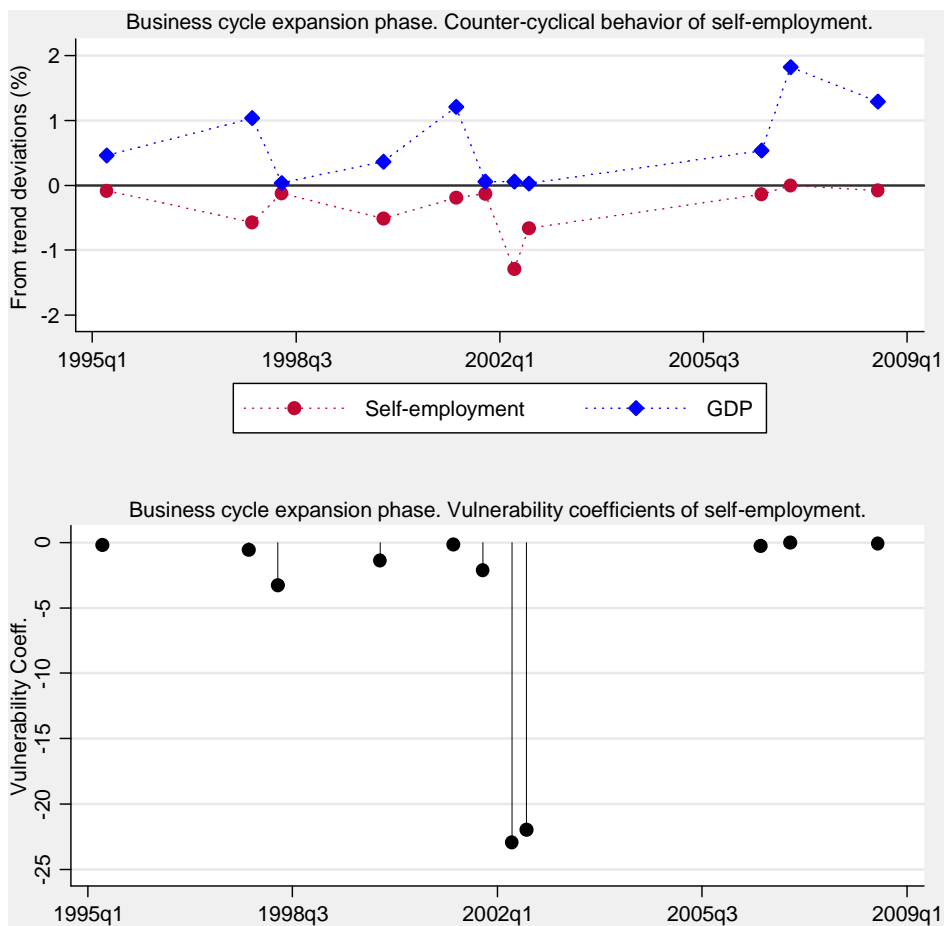 Business cycle expansion phase. Counter-cyclical behavior of self-employment.
From trend deviations (%)
2
1
0
-1
-2
1995q1 1998q3 2002q1 2005q3 2009q1
Self-employment GDP
Business cycle expansion phase. Vulnerability coefficients of self-employment.
Vulnerability Coeff.
0
-5
-10
-15
-20
-25
1995q1 1998q3 2002q1 2005q3 2009q1